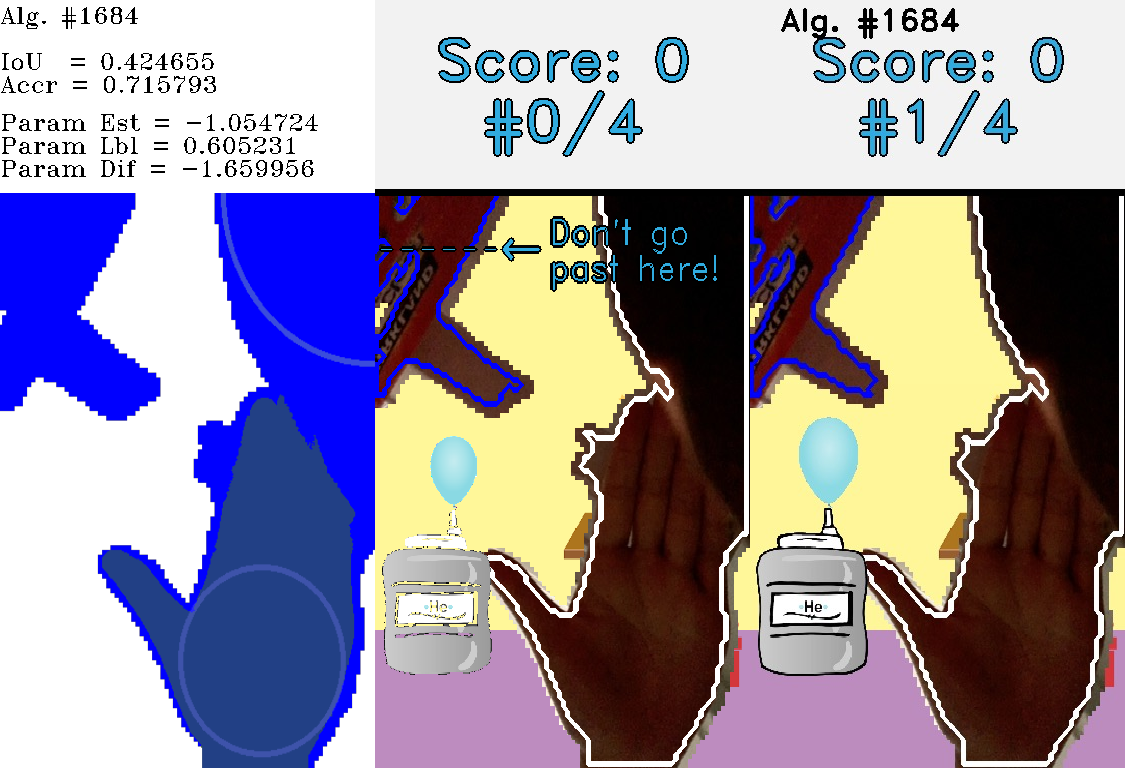 Alg. #1684
IoU = 0.424655
Accr = 0.715793
Param Est = −1.054724
Param Lbl = 0.605231
Param Dif = −1.659956
Score: 0
#0/4
Don't go
past here!
He
Alg. #1684
Score: 0
#1/4
He